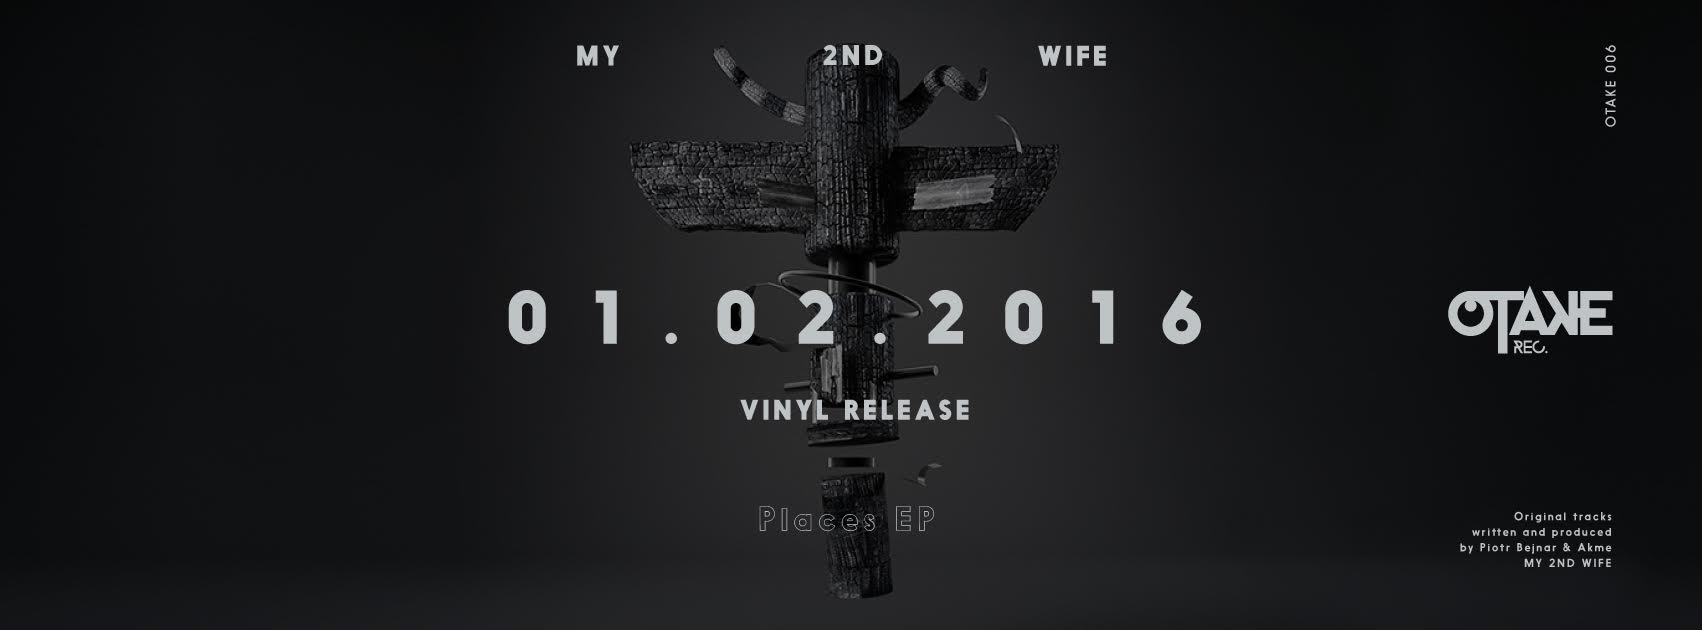 MY 2ND WIFE
OTAKE 006
01.02.2016
OTAKE
REC.
VINYL RELEASE
Places EP
Original tracks
written and produced
by Piotr Bejnar & Akme
MY 2ND WIFE